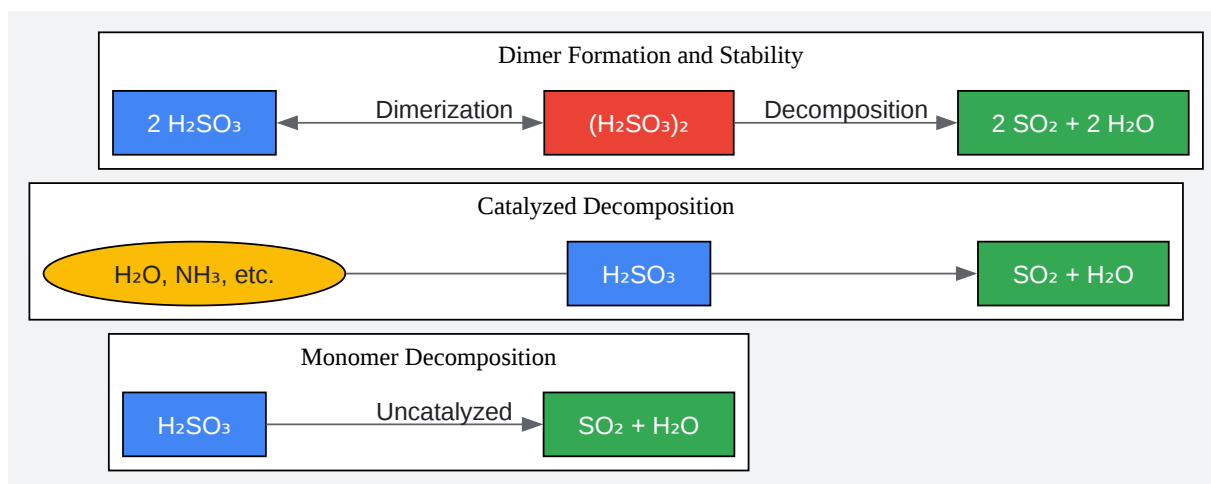 Dimer Formation and Stability
2 H₂SO₃
Dimerization
(H₂SO₃)₂
Decomposition
2 SO₂ + 2 H₂O
Catalyzed Decomposition
H₂O, NH₃, etc.
H₂SO₃
SO₂ + H₂O
Monomer Decomposition
H₂SO₃
Uncatalyzed
SO₂ + H₂O